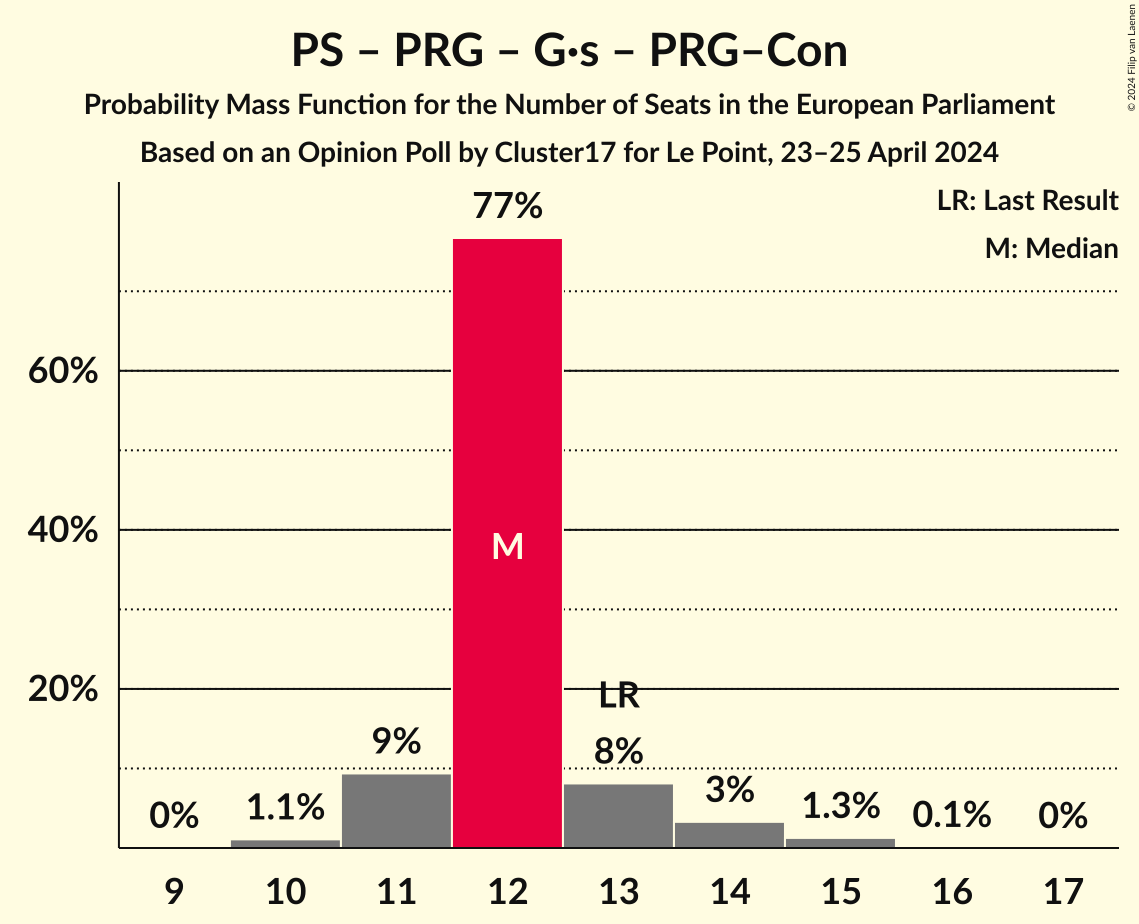 PS – PRG – G·s – PRG–Con
Probability Mass Function for the Number of Seats in the European Parliament
Based on an Opinion Poll by Cluster17 for Le Point, 23–25 April 2024
© 2024 Filip van Laenen
LR: Last Result
M: Median
77%
60%
40%
M
20%
LR
9%
8%
0%
1.1%
3%
1.3%
0.1%
0%
9 10 11 12 13 14 15 16 17